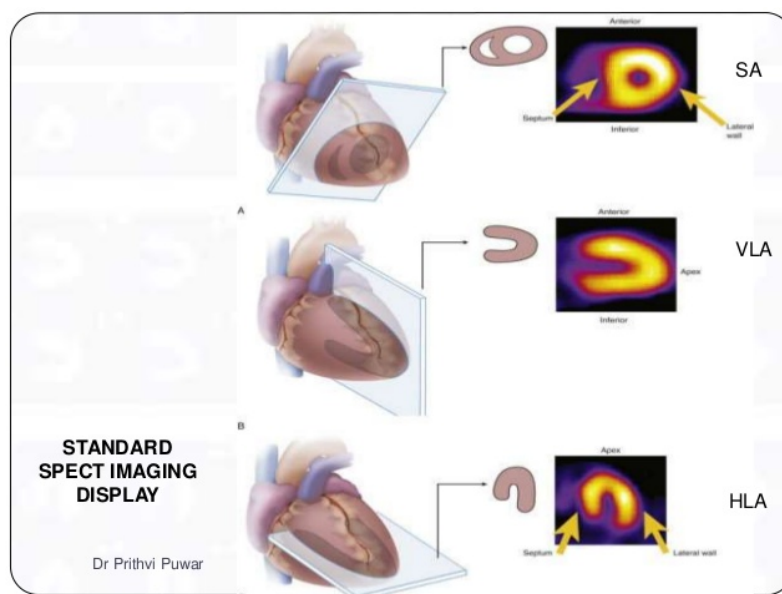 Anterior
SA
Septum
Lateral
wall
Inferior
A
Anterior
VLA
Apex
Inferior
B
STANDARD
SPECT IMAGING
DISPLAY
Apex
HLA
Septum
Lateral wall
Dr Prithvi Puwar